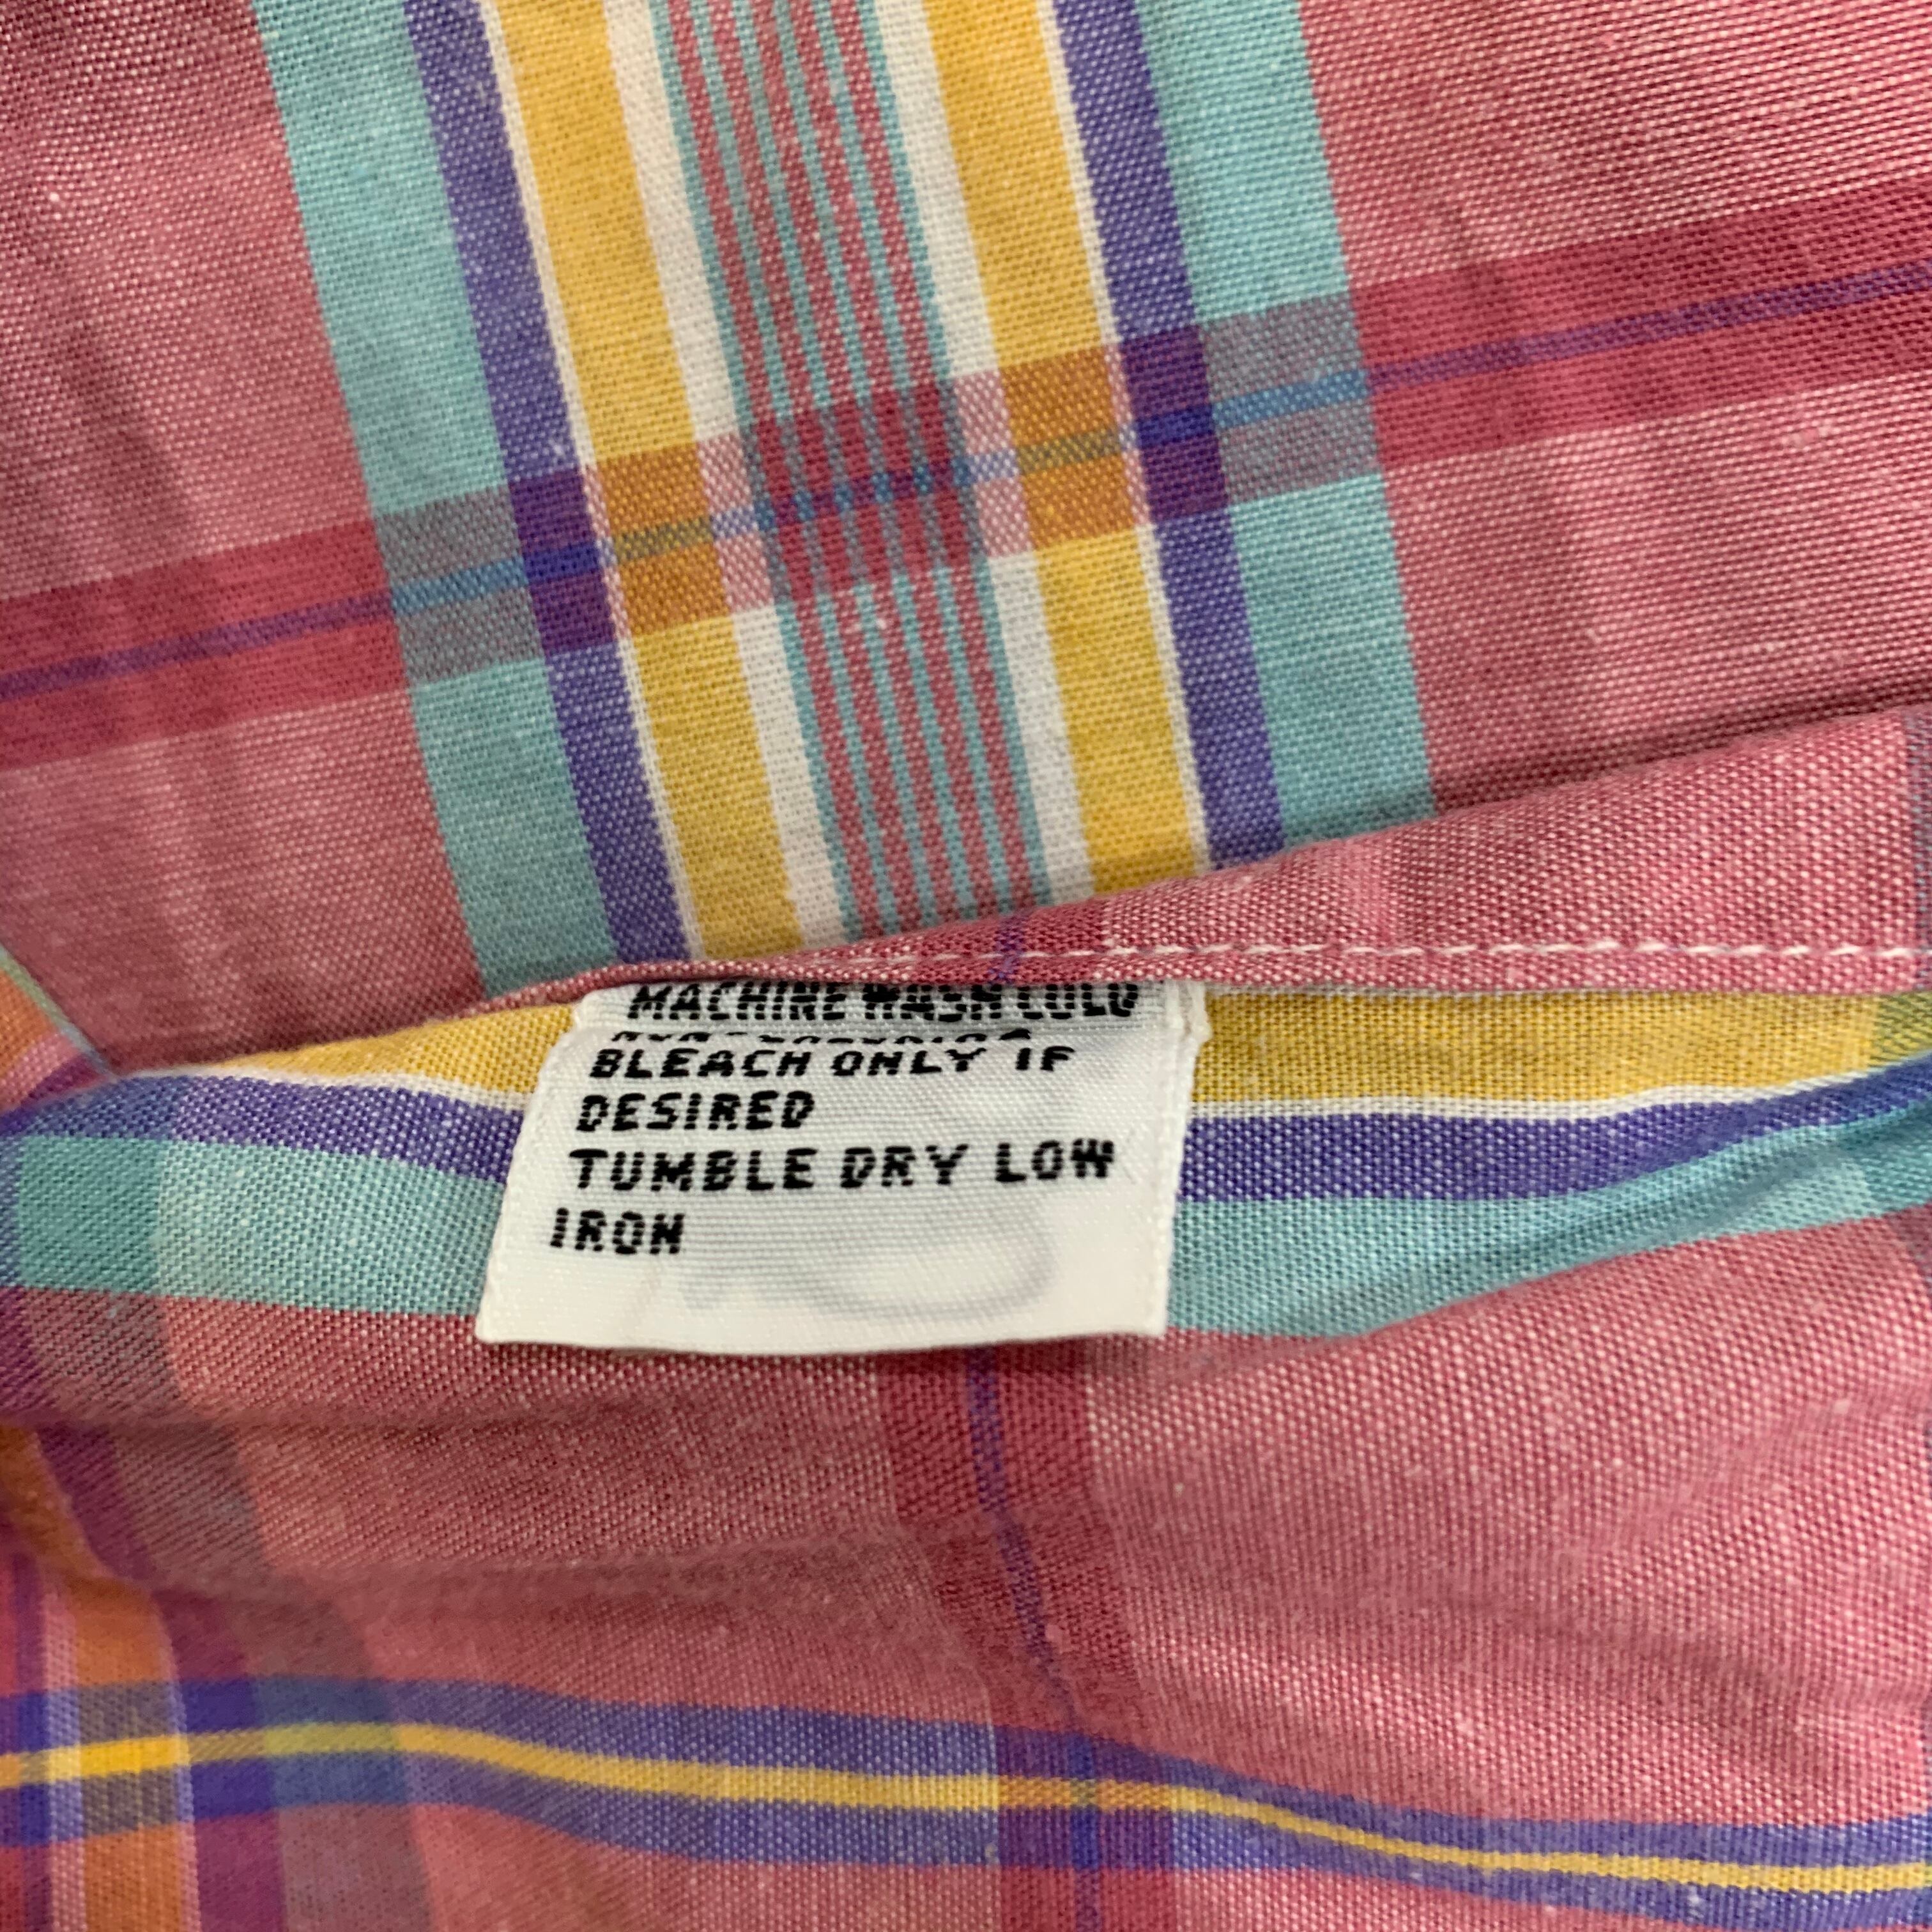 MACHINE WASH COLD
BLEACH ONLY IF
DESIRED
TUMBLE DRY LOW
IRON